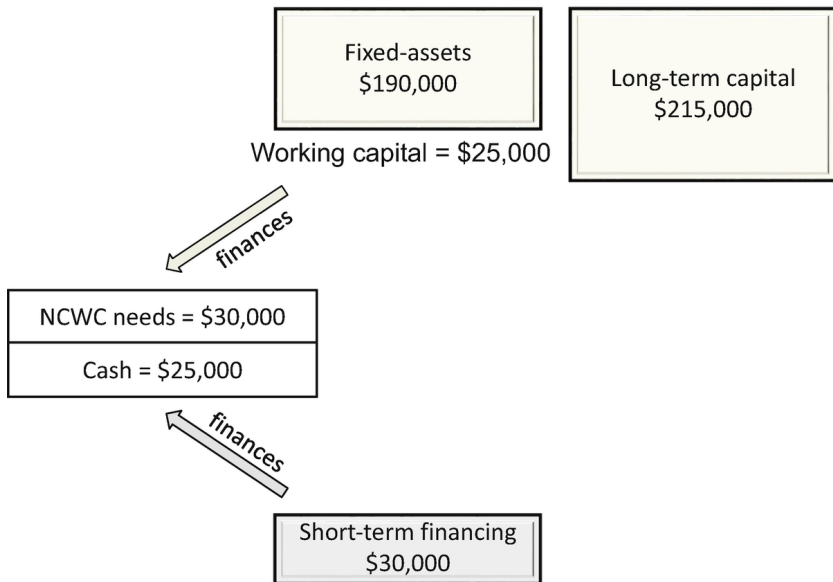 Fixed-assets
$190,000
Long-term capital
$215,000
Working capital = $25,000
finances
NCWC needs = $30,000
Cash = $25,000
finances
Short-term financing
$30,000